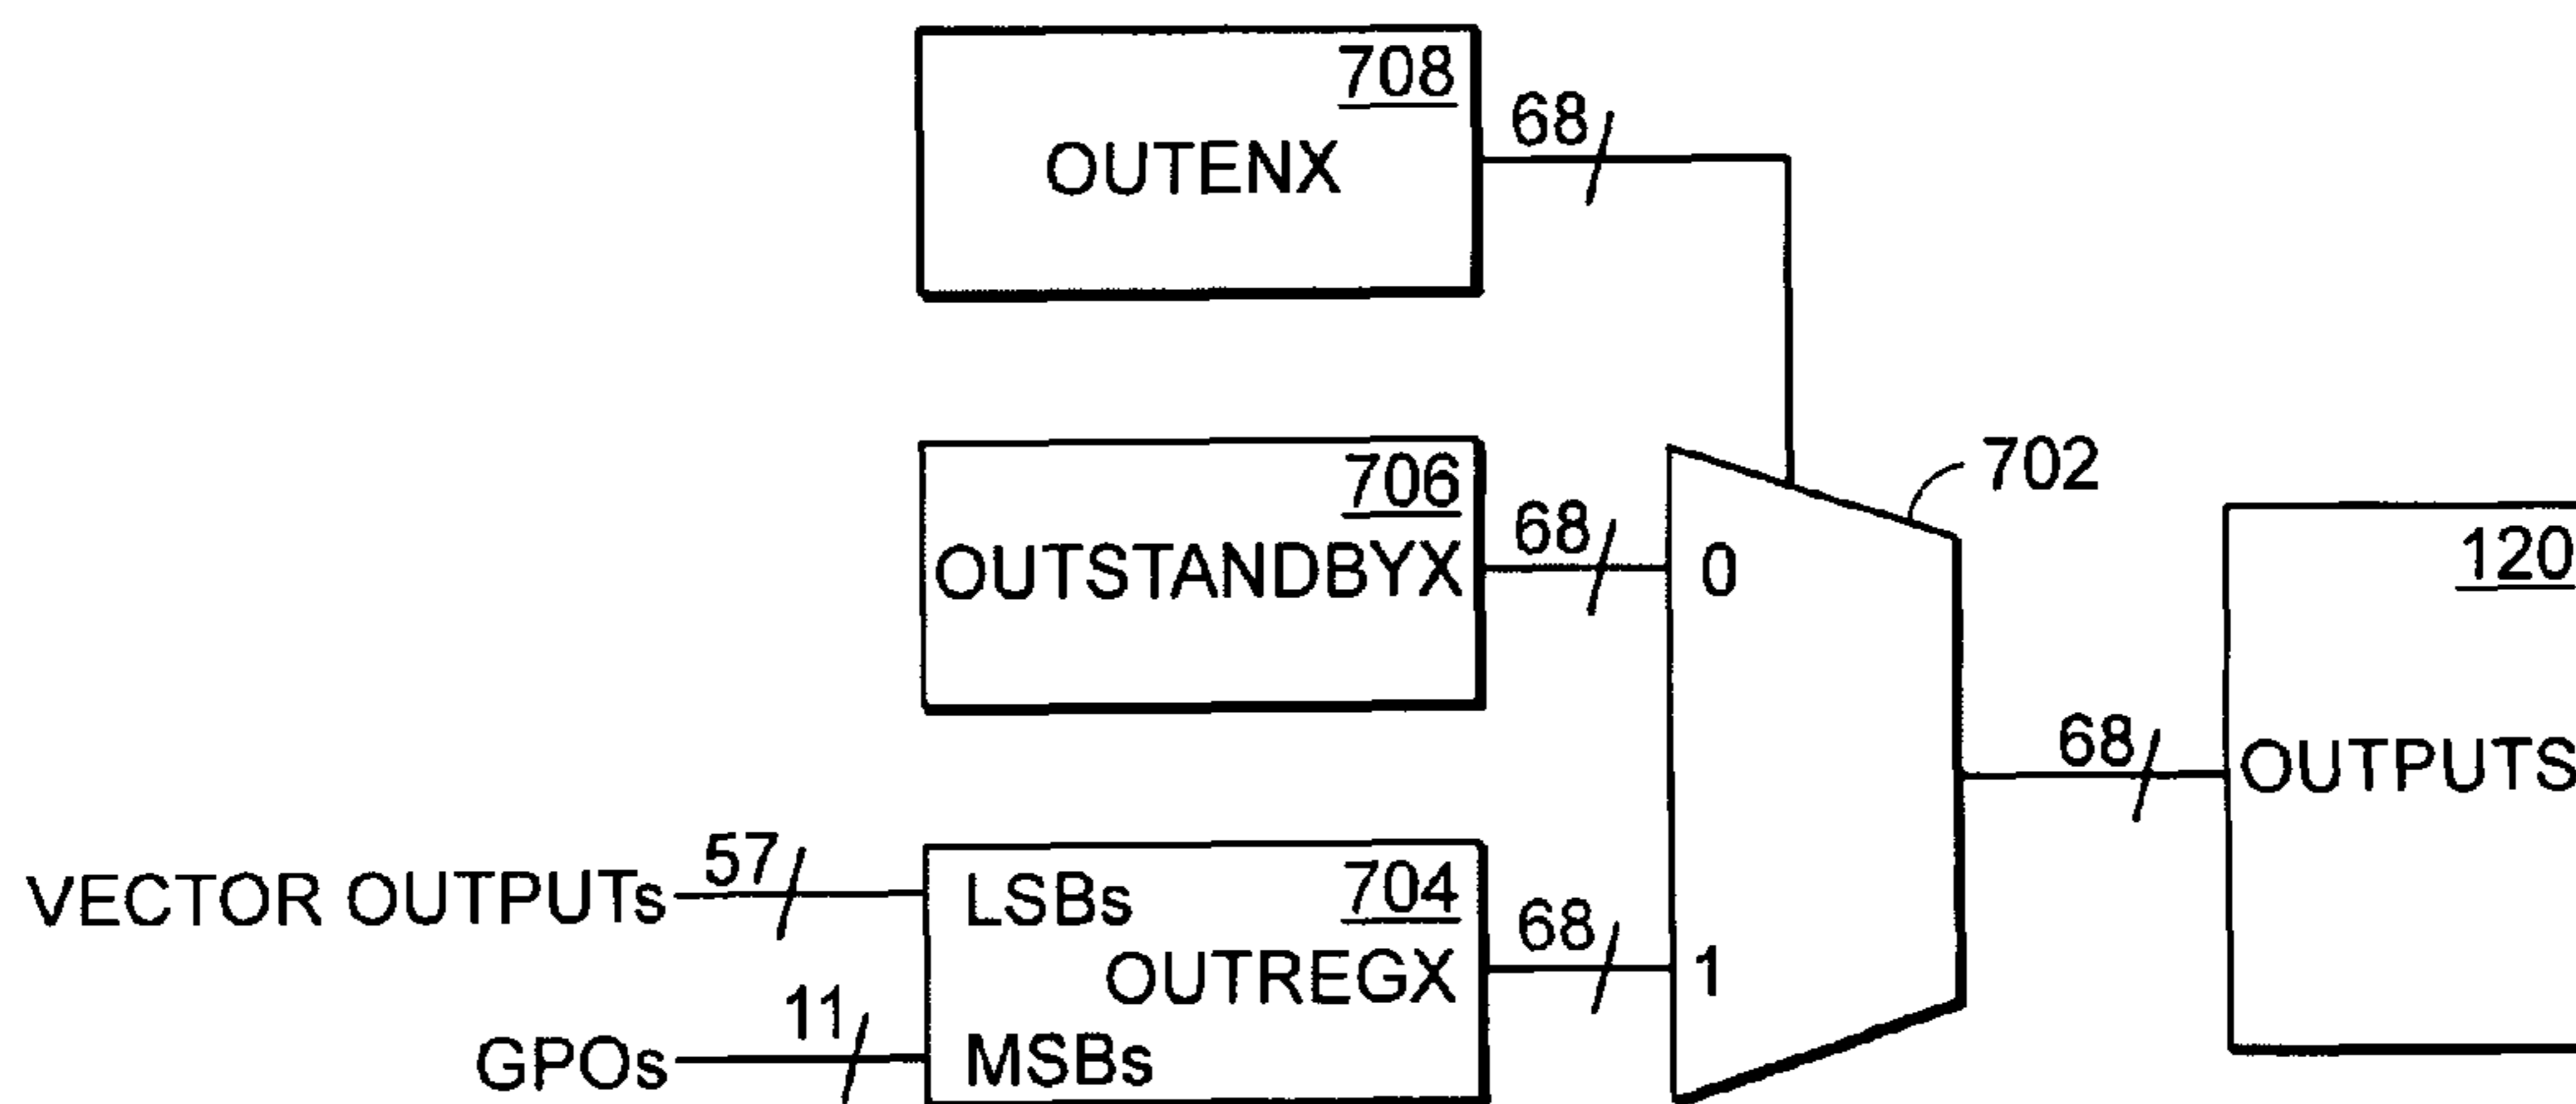 708
68
OUTENX
702
706
68
OUTSTANDBYX
0
120
68
OUTPUTS
57
VECTOR OUTPUTs
LSBs
704
68
OUTREGX
1
11
GPOs
MSBs